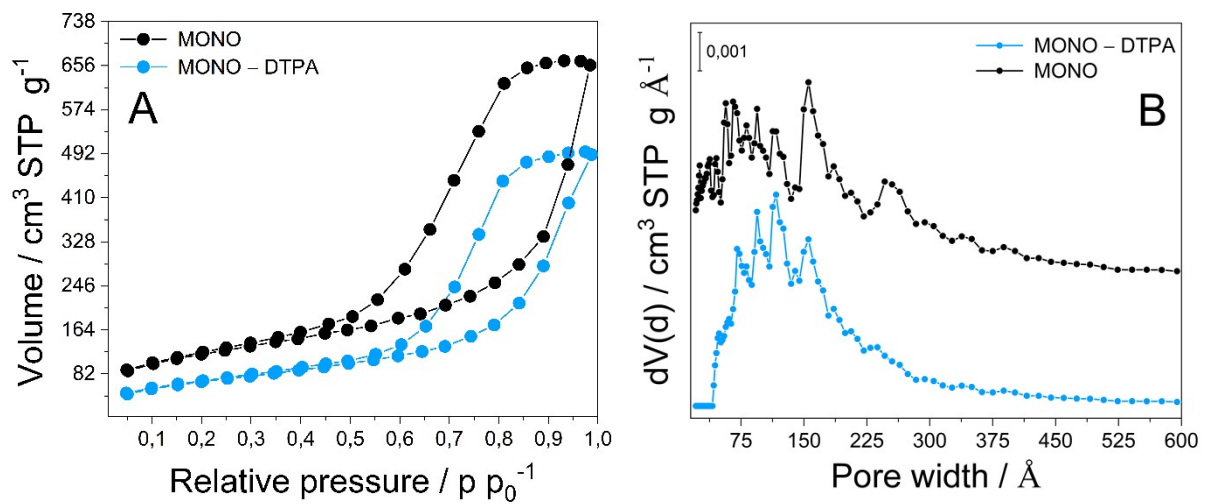 738
656
574
492
410
328
246
164
82
Volume / cm³ STP g⁻¹
MONO
MONO – DTPA
A
0,1 0,2 0,3 0,4 0,5 0,6 0,7 0,8 0,9 1,0
Relative pressure / p p₀⁻¹
dV(d) / cm³ STP g Å⁻¹
0,001
MONO – DTPA
MONO
B
75 150 225 300 375 450 525 600
Pore width / Å